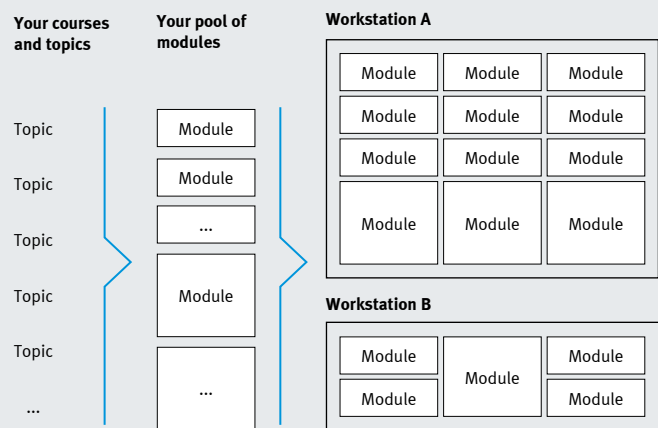 Your courses
and topics
Topic
Topic
Topic
Topic
Topic
...
Your pool of
modules
Module
Module
...
Module
...
Workstation A
Module Module Module
Module Module Module
Module Module Module
Module Module Module
Workstation B
Module Module Module
Module Module